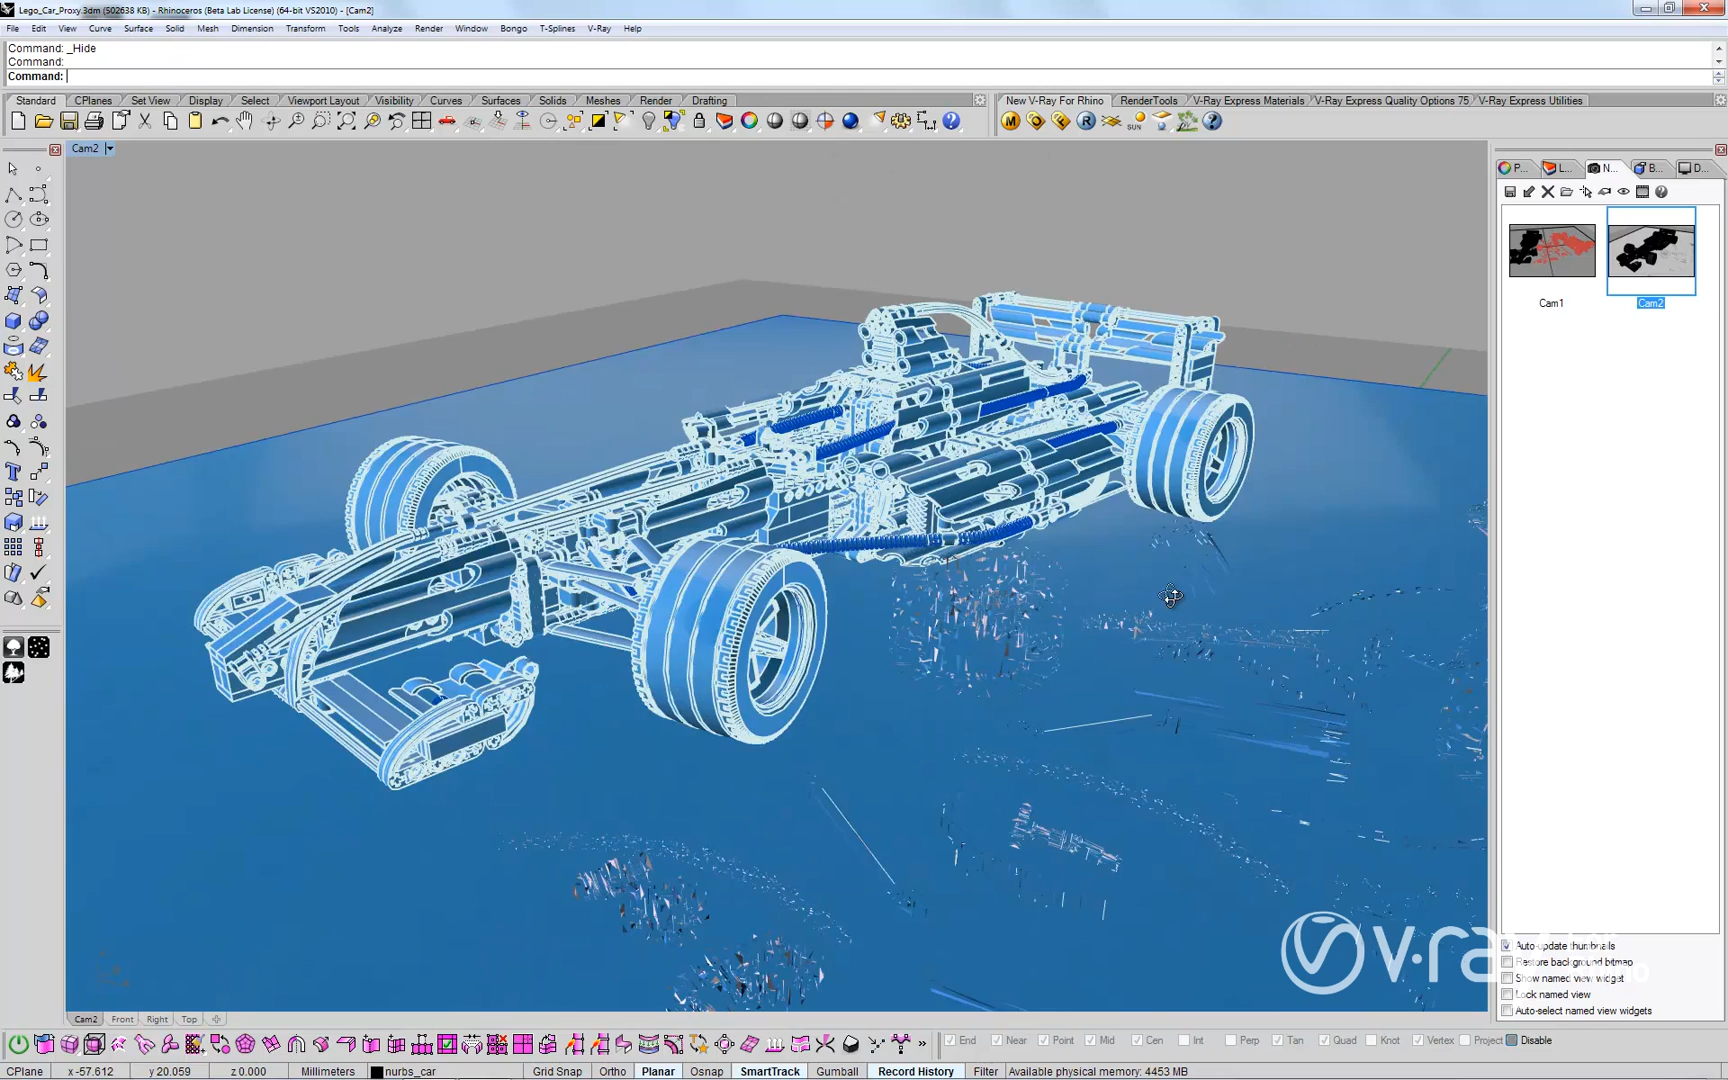 Lego_Car_Proxy.3dm (502638 KB) - Rhinoceros (Beta Lab License) (64-bit VS2010) - [Cam2]
File Edit View Curve Surface Solid Mesh Dimension Transform Tools Analyze Render Window Bongo T-Splines V-Ray Help
Command: _Hide
Command:
Command:
Standard CPlanes Set View Display Select Viewport Layout Visibility Curves Surfaces Solids Meshes Render Drafting
New V-Ray For Rhino RenderTools V-Ray Express Materials V-Ray Express Quality Options 75 V-Ray Express Utilities
Cam2
P... L... N... B... D...
Cam1 Cam2
Auto-update thumbnails
Restore background bitmap
Show named view widget
Lock named view
Auto-select named view widgets
v·ra
Cam2 Front Right Top
End Near Point Mid Cen Int Perp Tan Quad Knot Vertex Project Disable
CPlane x -57.612 y 20.059 z 0.000 Millimeters nurbs_car Grid Snap Ortho Planar Osnap SmartTrack Gumball Record History Filter Available physical memory: 4453 MB